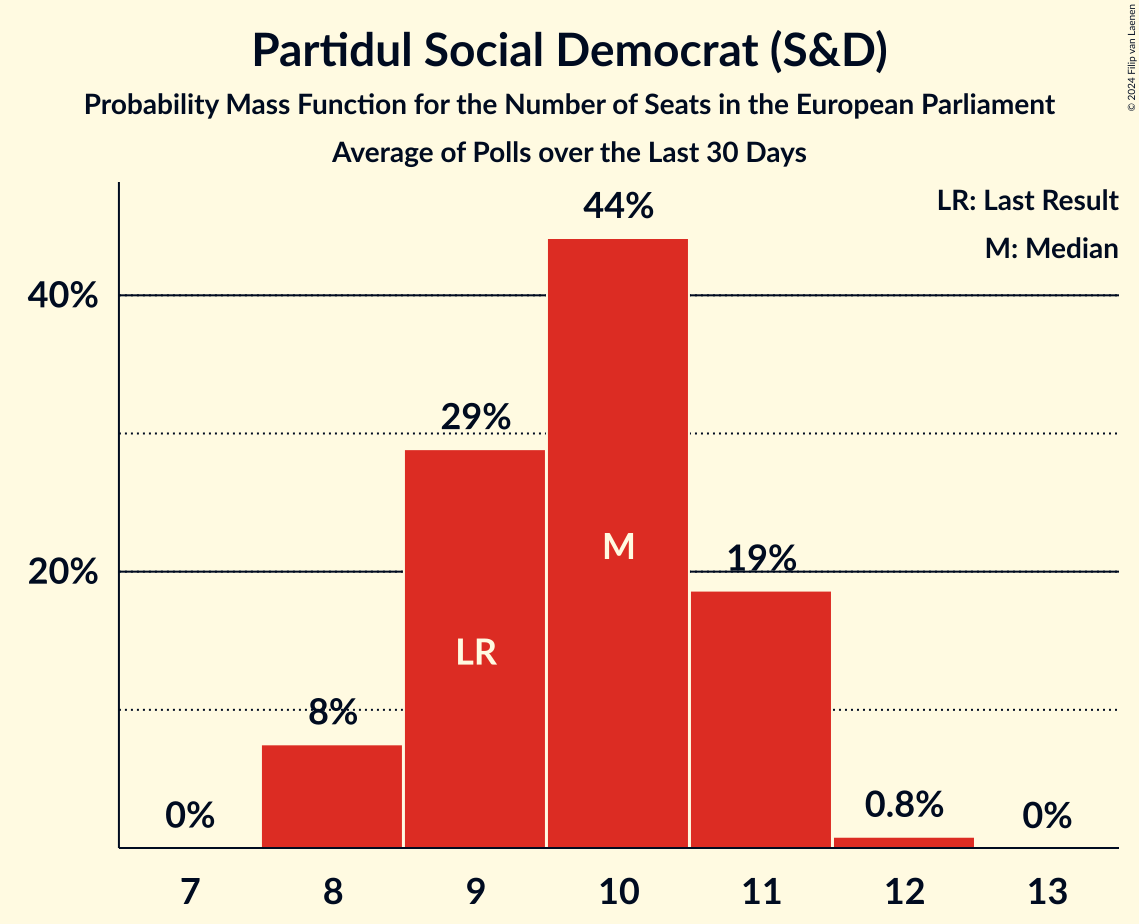 Partidul Social Democrat (S&D)
Probability Mass Function for the Number of Seats in the European Parliament
Average of Polls over the Last 30 Days
© 2024 Filip van Laenen
LR: Last Result
M: Median
44%
40%
29%
M
20%
19%
LR
8%
0%
0.8%
0%
7 8 9 10 11 12 13